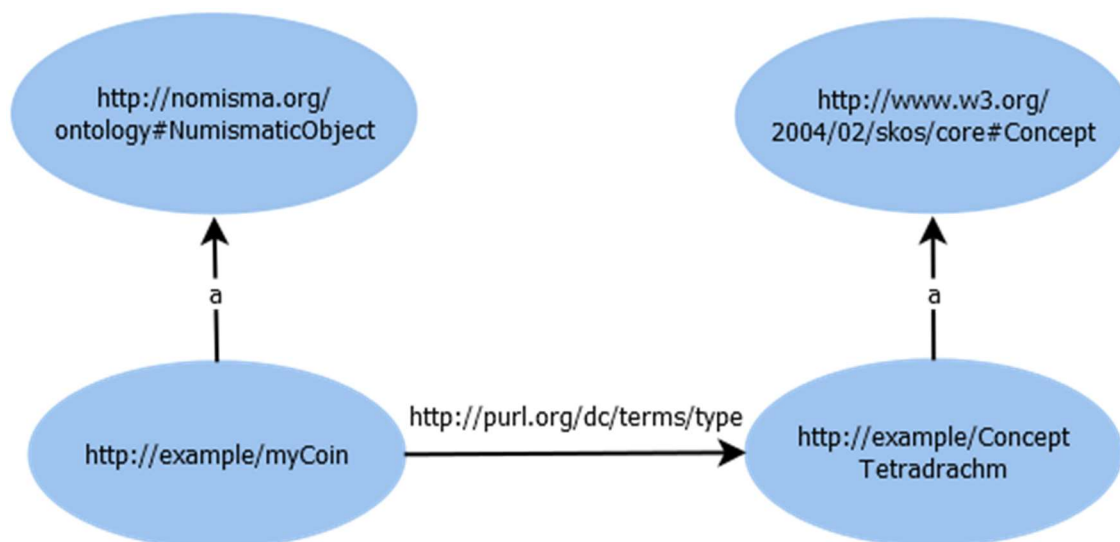 http://nomisma.org/
ontology#NumismaticObject
http://www.w3.org/
2004/02/skos/core#Concept
a
a
http://example/myCoin
http://purl.org/dc/terms/type
http://example/Concept
Tetradrachm